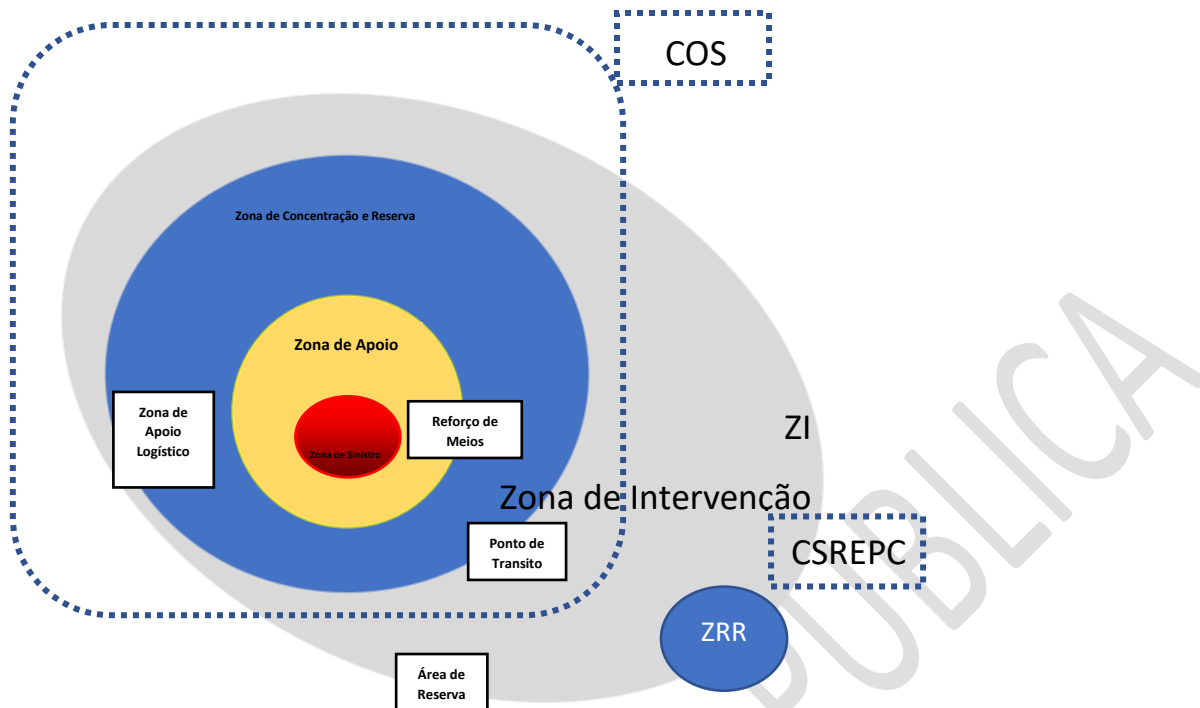 COS
Zona de Concentração e Reserva
Zona de Apoio
Zona de
Apoio
Logístico
Reforço de
Meios
Zona de Sinistro
ZI
Zona de Intervenção
Ponto de
Transito
CSREPC
ZRR
Área de
Reserva
PUBLICA